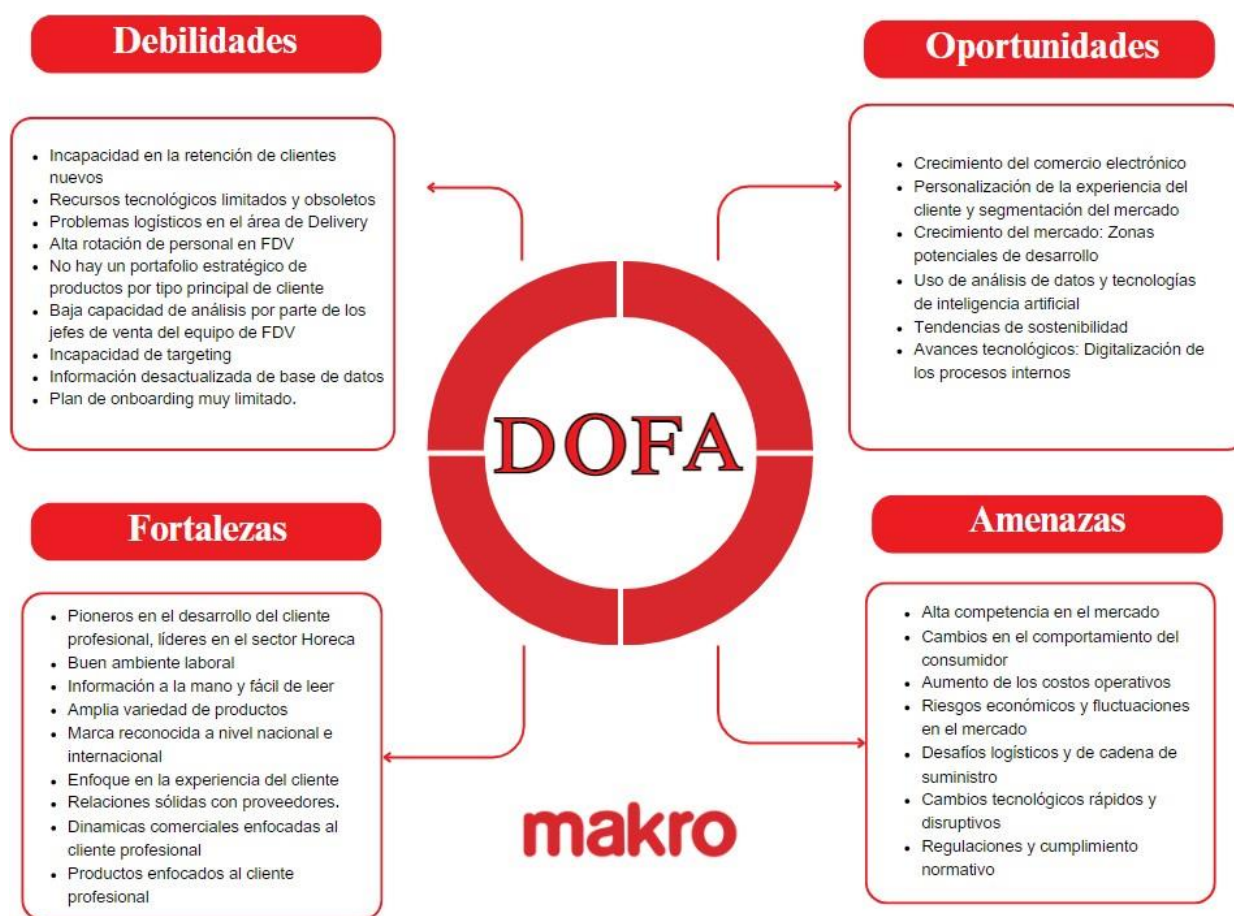 Debilidades
• Incapacidad en la retención de clientes
nuevos
• Recursos tecnológicos limitados y obsoletos
• Problemas logísticos en el área de Delivery
• Alta rotación de personal en FDV
• No hay un portafolio estratégico de
productos por tipo principal de cliente
• Baja capacidad de análisis por parte de los
jefes de venta del equipo de FDV
• Incapacidad de targeting
• Información desactualizada de base de datos
• Plan de onboarding muy limitado.
Oportunidades
• Crecimiento del comercio electrónico
• Personalización de la experiencia del
cliente y segmentación del mercado
• Crecimiento del mercado: Zonas
potenciales de desarrollo
• Uso de análisis de datos y tecnologías
de inteligencia artificial
• Tendencias de sostenibilidad
• Avances tecnológicos: Digitalización de
los procesos internos
DOFA
Fortalezas
• Pioneros en el desarrollo del cliente
profesional, líderes en el sector Horeca
• Buen ambiente laboral
• Información a la mano y fácil de leer
• Amplia variedad de productos
• Marca reconocida a nivel nacional e
internacional
• Enfoque en la experiencia del cliente
• Relaciones sólidas con proveedores.
• Dinamicas comerciales enfocadas al
cliente profesional
• Productos enfocados al cliente
profesional
Amenazas
• Alta competencia en el mercado
• Cambios en el comportamiento del
consumidor
• Aumento de los costos operativos
• Riesgos económicos y fluctuaciones
en el mercado
• Desafíos logísticos y de cadena de
suministro
• Cambios tecnológicos rápidos y
disruptivos
• Regulaciones y cumplimiento
normativo
makro